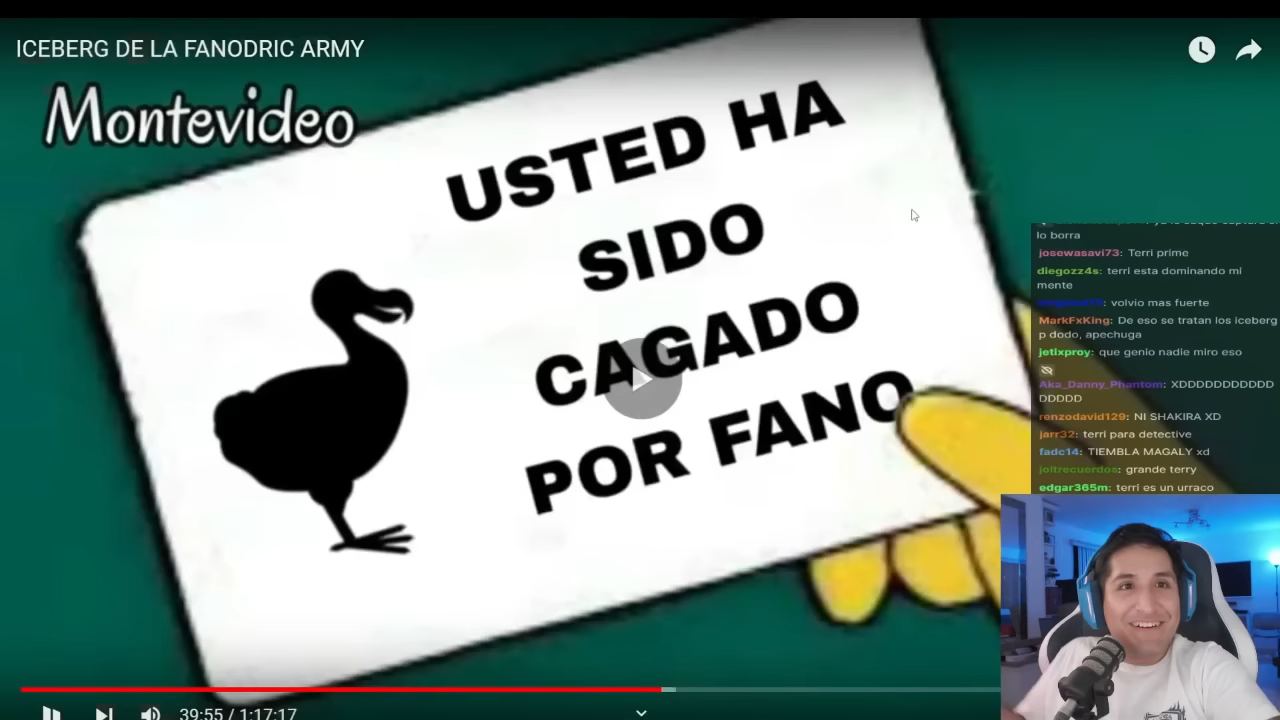 ICEBERG DE LA FANODRIC ARMY
Montevideo
USTED HA
SIDO
CAGADO
POR FANO
lo borra
josewasavi73: Terri prime
diegozz4s: terri esta dominando mi
mente
volvio mas fuerte
MarkFxKing: De eso se tratan los iceberg
p dodo, apechuga
jetixproy: que genio nadie miro eso
Aka_Danny_Phantom: XDDDDDDDDDDD
DDDDD
renzodavid129: NI SHAKIRA XD
jarr32: terri para detective
fadc14: TIEMBLA MAGALY xd
joltrecuerdos: grande terry
edgar365m: terri es un urraco
39:55 / 1:17:17